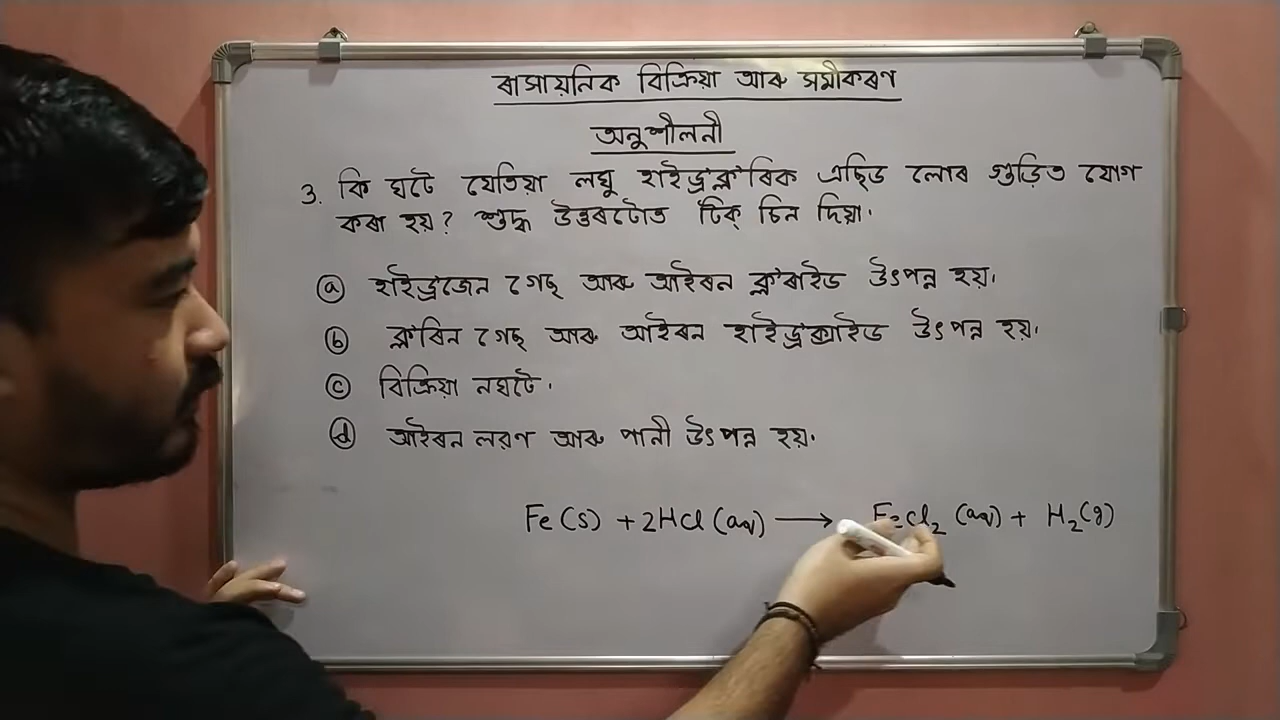 ৰাসায়নিক বিক্ৰিয়া আৰু সমীকৰণ
অনুশীলনী
3. কি ঘটে যেতিয়া লঘু হাইড্ৰক্ল'ৰিক এছিড লোৰ গুড়িত যোগ
কৰা হয়? শুদ্ধ উত্তৰটোত টিক্ চিন দিয়া.
ⓐ হাইড্ৰজেন গেছ্ আৰু আইৰন ক্ল'ৰাইড উৎপন্ন হয়.
ⓑ ক্ল'ৰিন গেছ্ আৰু আইৰন হাইড্ৰক্সাইড উৎপন্ন হয়.
ⓒ বিক্ৰিয়া নঘটে.
ⓓ আইৰন লৱণ আৰু পানী উৎপন্ন হয়.
Fe(s) + 2HCl(aq) → FeCl₂ (aq) + H₂(g)